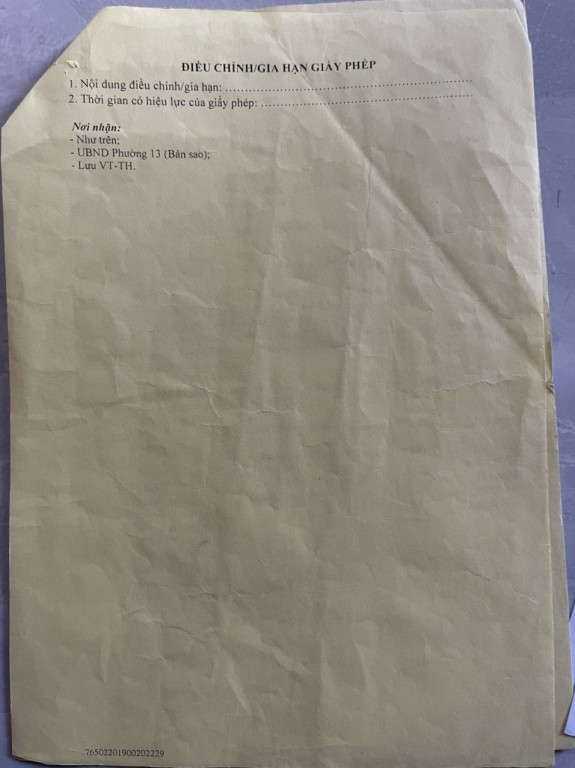 ĐIỀU CHỈNH/GIA HẠN GIẤY PHÉP
1. Nội dung điều chỉnh/gia hạn: ..........................................................
2. Thời gian có hiệu lực của giấy phép: ..................................................
Nơi nhận:
- Như trên;
- UBND Phường 13 (Bản sao);
- Lưu VT-TH.
76502201900202229